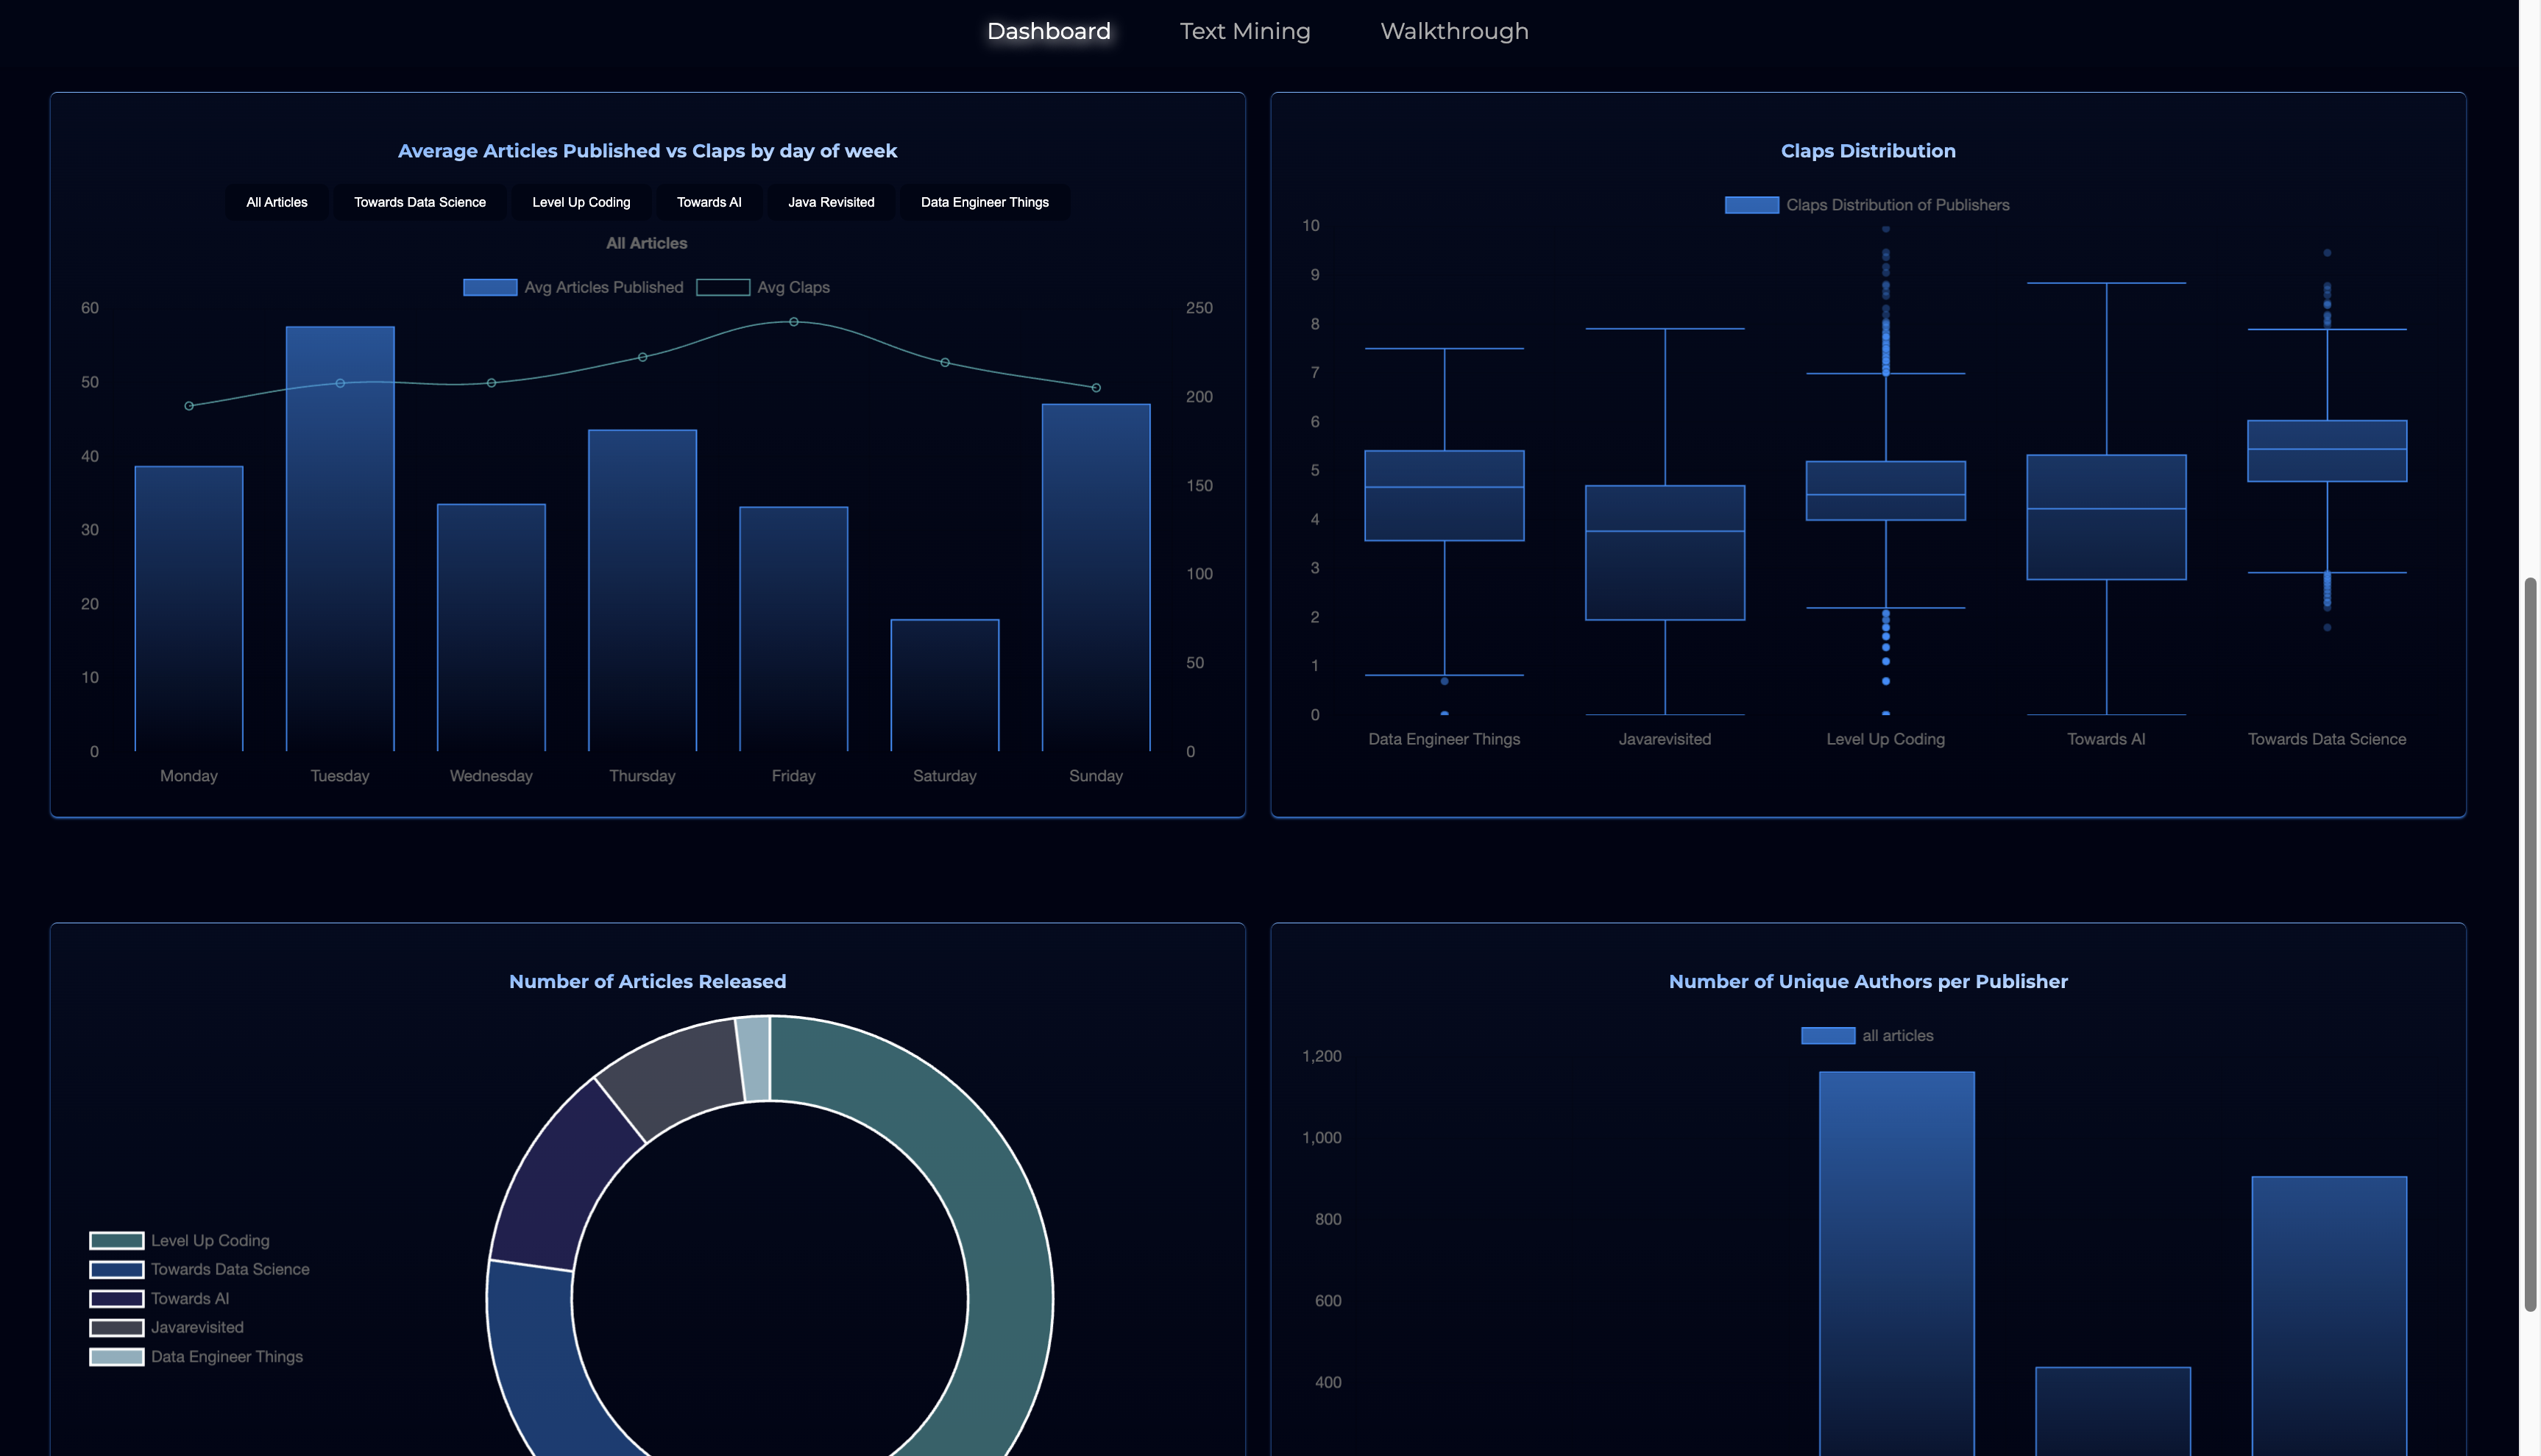 Dashboard Text Mining Walkthrough
Average Articles Published vs Claps by day of week
All Articles Towards Data Science Level Up Coding Towards AI Java Revisited Data Engineer Things
All Articles
Avg Articles Published Avg Claps
60 250
50
200
40
150
30
100
20
50
10
0 0
Monday Tuesday Wednesday Thursday Friday Saturday Sunday
Claps Distribution
Claps Distribution of Publishers
10
9
8
7
6
5
4
3
2
1
0
Data Engineer Things Javarevisited Level Up Coding Towards AI Towards Data Science
Number of Articles Released
Level Up Coding
Towards Data Science
Towards AI
Javarevisited
Data Engineer Things
Number of Unique Authors per Publisher
all articles
1,200
1,000
800
600
400